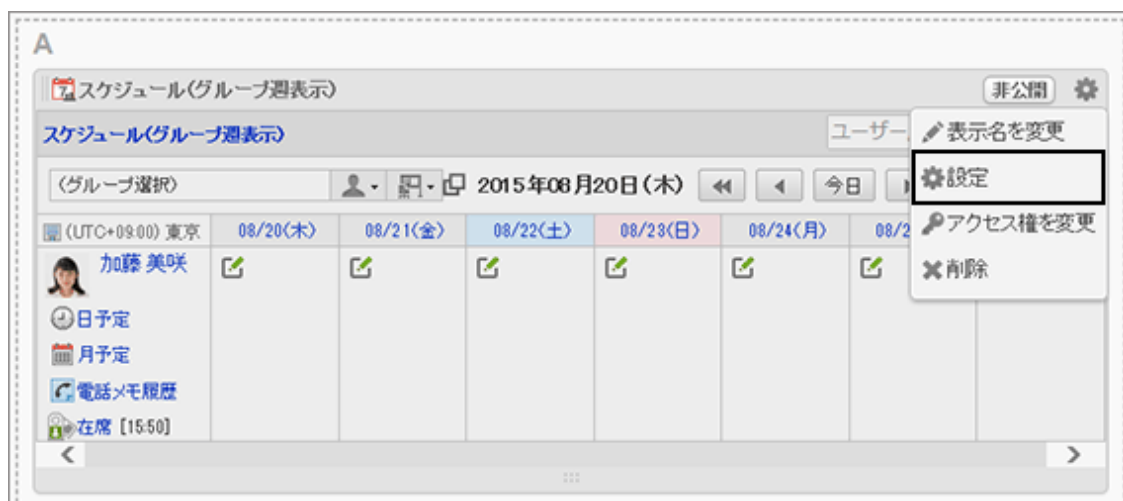 A
スケジュール(グループ週表示)
非公開
スケジュール(グループ週表示)
ユーザー
表示名を変更
設定
アクセス権を変更
削除
(グループ選択)
2015年08月20日(木)
今日
(UTC+09:00) 東京
08/20(木)
08/21(金)
08/22(土)
08/23(日)
08/24(月)
08/2
加藤 美咲
日予定
月予定
電話メモ履歴
在席 [15:50]